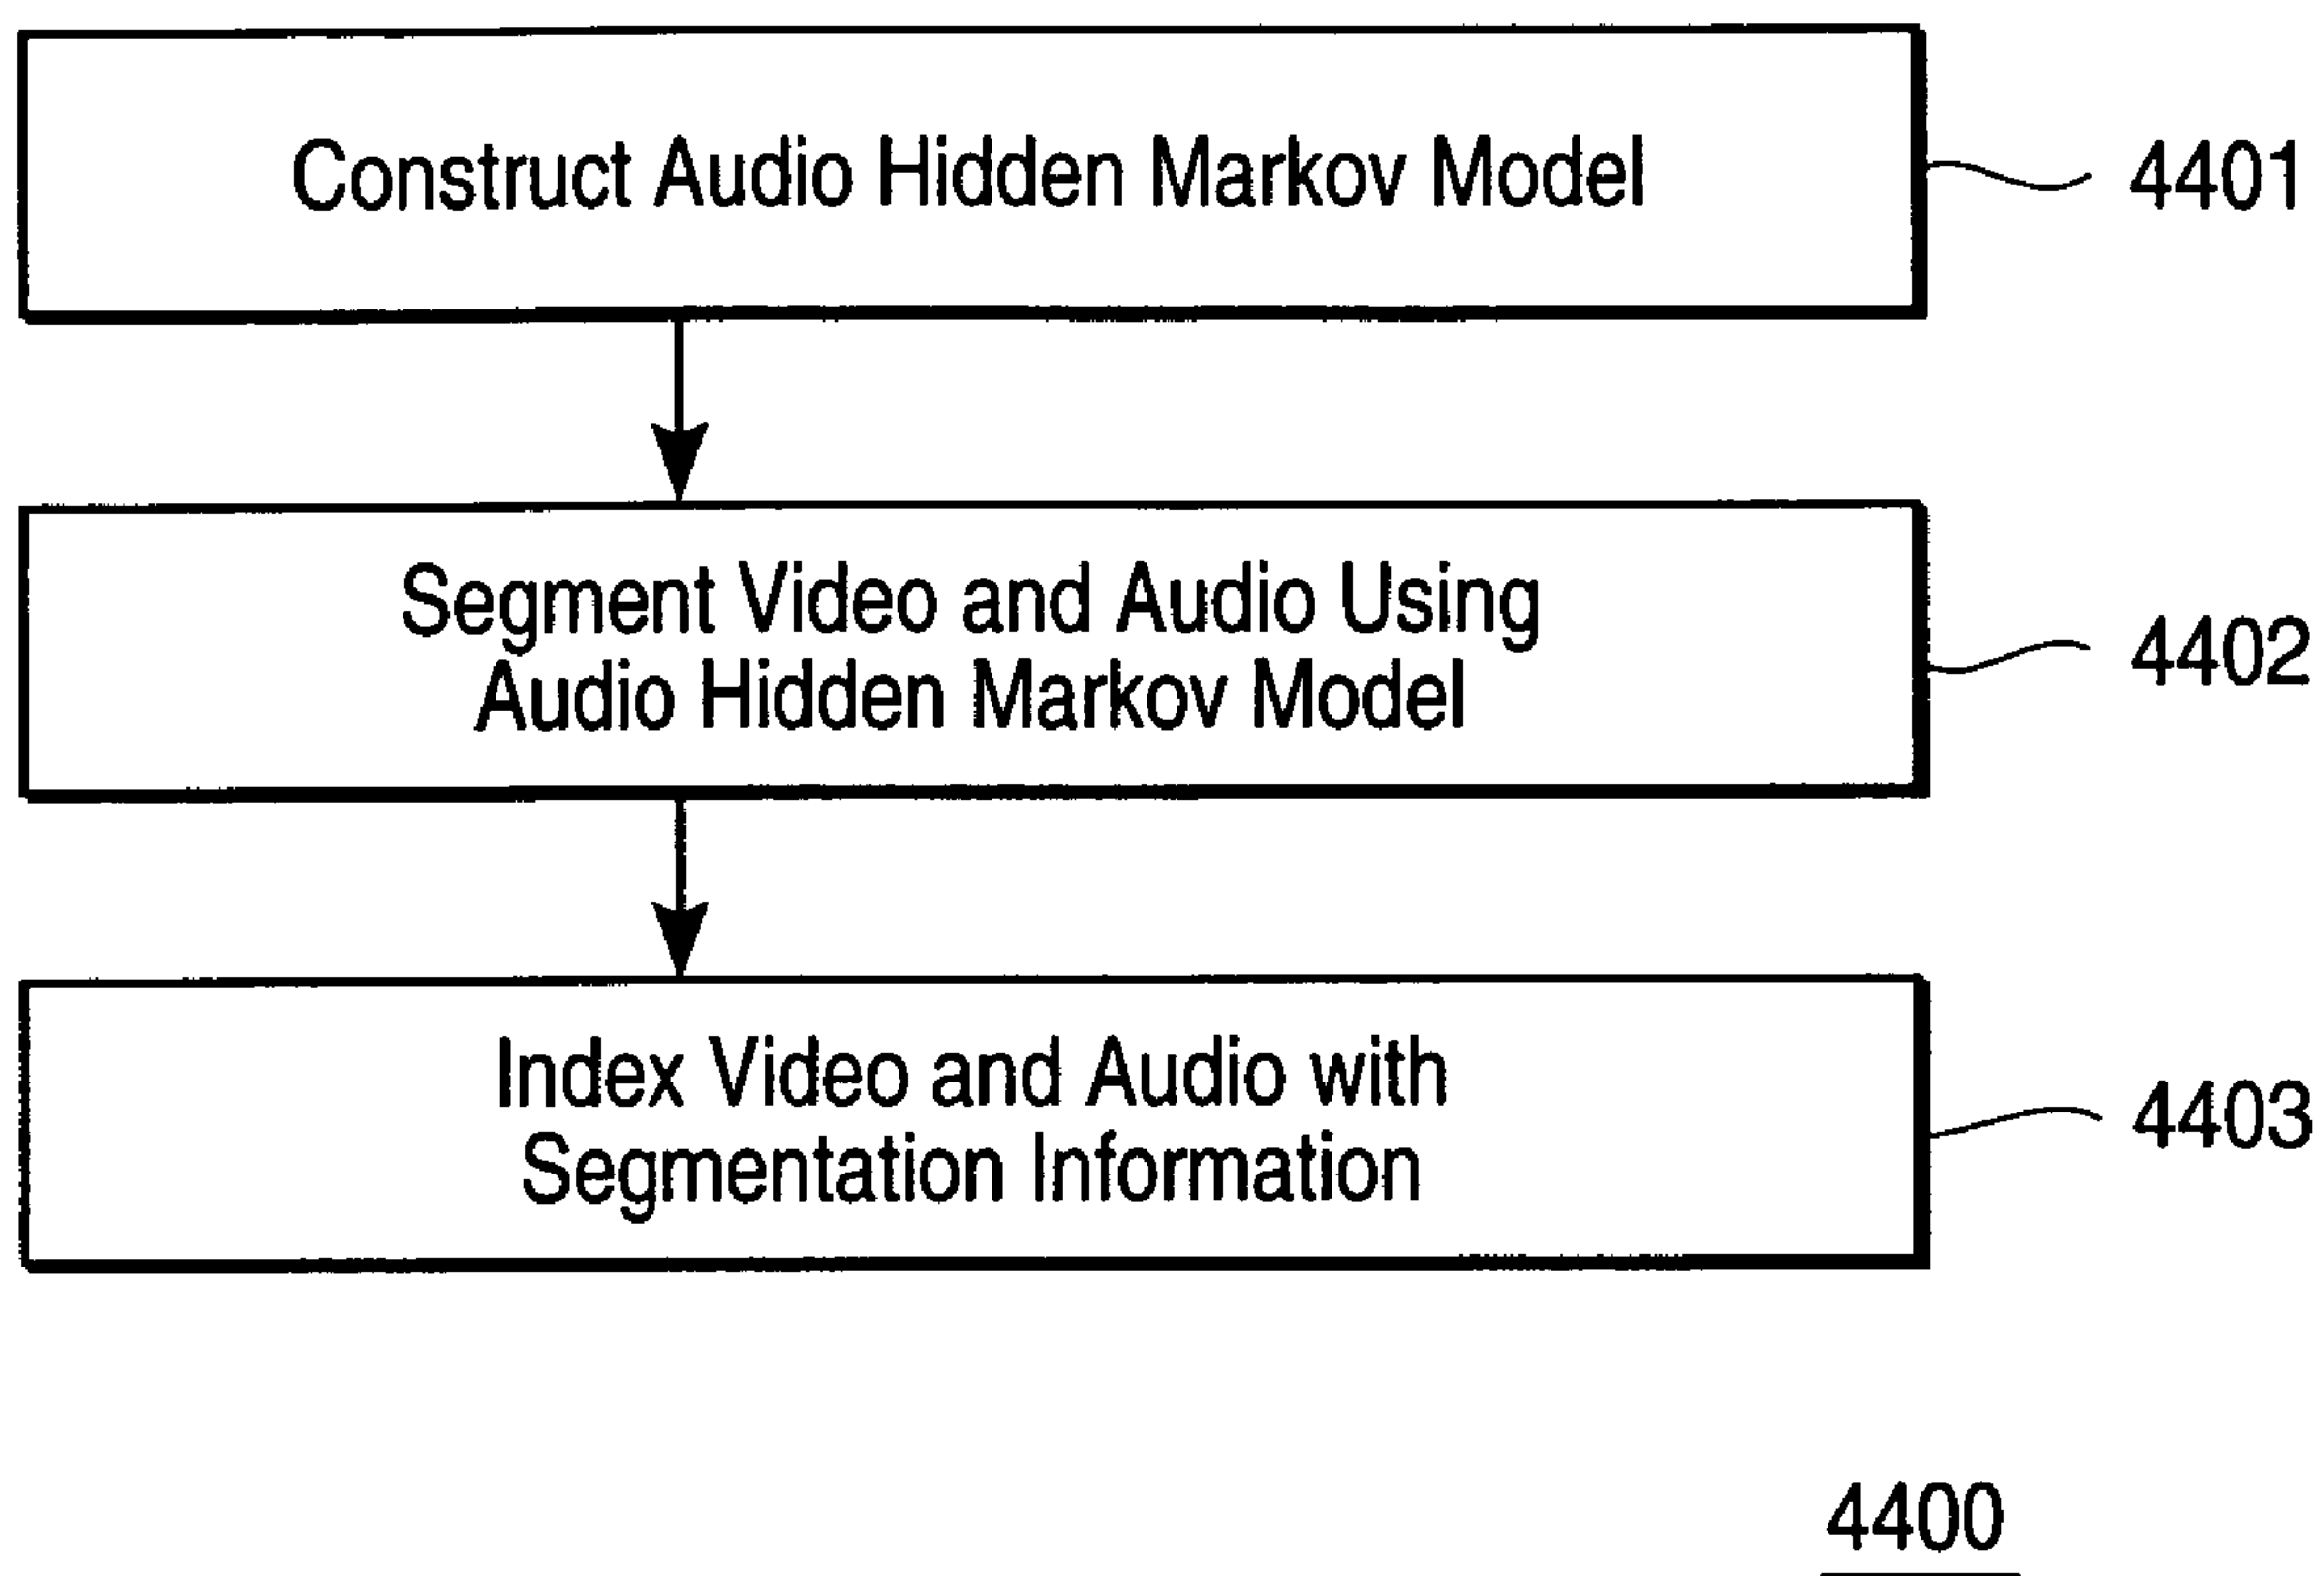 Construct Audio Hidden Markov Model
4401
Segment Video and Audio Using
Audio Hidden Markov Model
4402
Index Video and Audio with
Segmentation Information
4403
4400